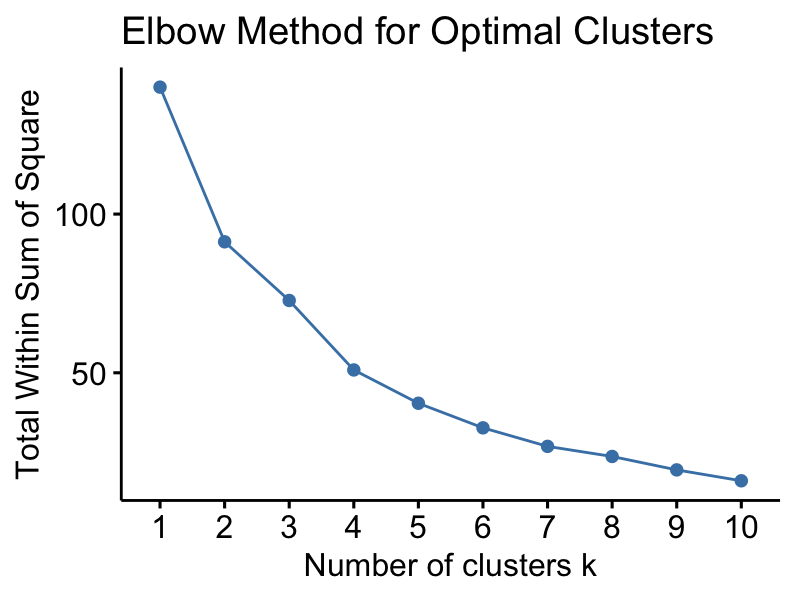 Elbow Method for Optimal Clusters
Total Within Sum of Square
100
50
1 2 3 4 5 6 7 8 9 10
Number of clusters k